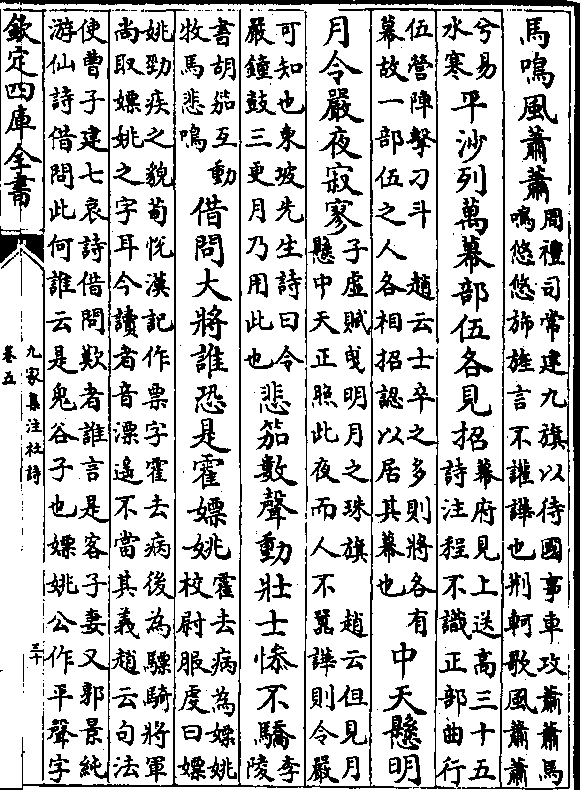 馬鳴風蕭蕭周禮司常建九旗以待國事車攻蕭蕭馬鳴悠悠旆旌言不讙譁也荆軻歌風蕭蕭
兮易水寒平沙列萬幕部伍各見招幕府見上送高三十五詩注程不識正部曲行
伍營陣擊刁斗 趙云士卒之多則將各有幕故一部伍之人各相招認以居其幕也中天懸明
月令嚴夜寂寥子虛賦曳明月之珠旗 趙云但見月懸中天正照此夜而人不嚻譁則令嚴
可知也東坡先生詩曰令嚴鐘鼓三更月乃用此也悲笳數聲動壯士慘不驕李陵
書胡笳互動牧馬悲鳴借問大將誰恐是霍嫖姚霍去病為嫖姚校尉服虔曰嫖
姚勁疾之貌荀悅漢記作票字霍去病後為驃騎將軍尚取嫖姚之字耳今讀者音漂遙不當其義趙云句法
使曹子建七哀詩借問歎者誰言是客子妻又郭景純游仙詩借問此何誰云是鬼谷子也嫖姚公作平聲字
欽定四庫全書
九家集注杜詩
卷五
三十